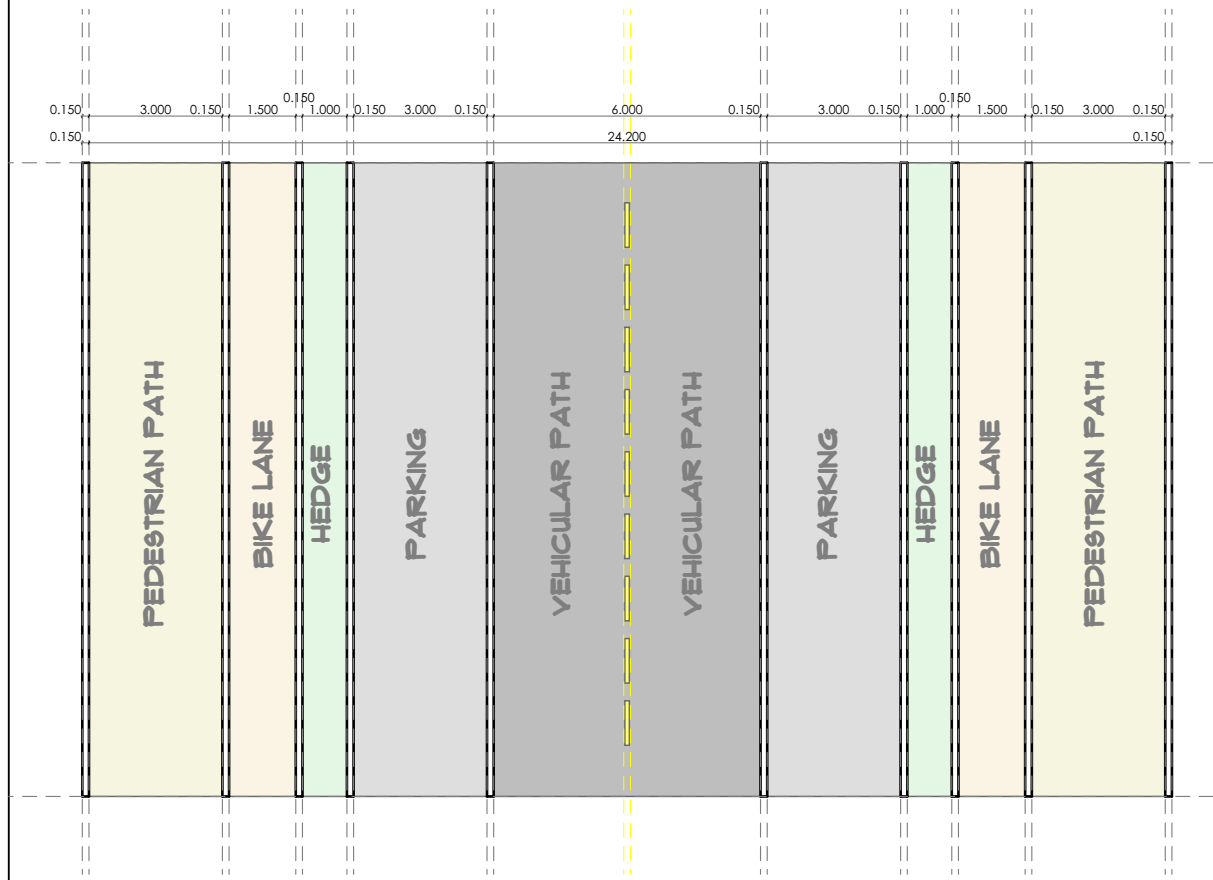 0.150
0.150
0.150 3.000 0.150 1.500 1.000 0.150 3.000 0.150 6.000 0.150 3.000 0.150 1.000 1.500 0.150 3.000 0.150
0.150 24.200 0.150
PEDESTRIAN PATH
BIKE LANE
HEDGE
PARKING
VEHICULAR PATH
VEHICULAR PATH
PARKING
HEDGE
BIKE LANE
PEDESTRIAN PATH